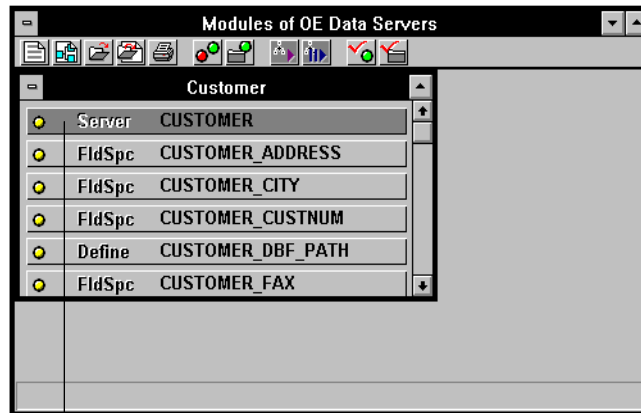 Modules of OE Data Servers
Customer
Server CUSTOMER
FldSpc CUSTOMER_ADDRESS
FldSpc CUSTOMER_CITY
FldSpc CUSTOMER_CUSTNUM
Define CUSTOMER_DBF_PATH
FldSpc CUSTOMER_FAX